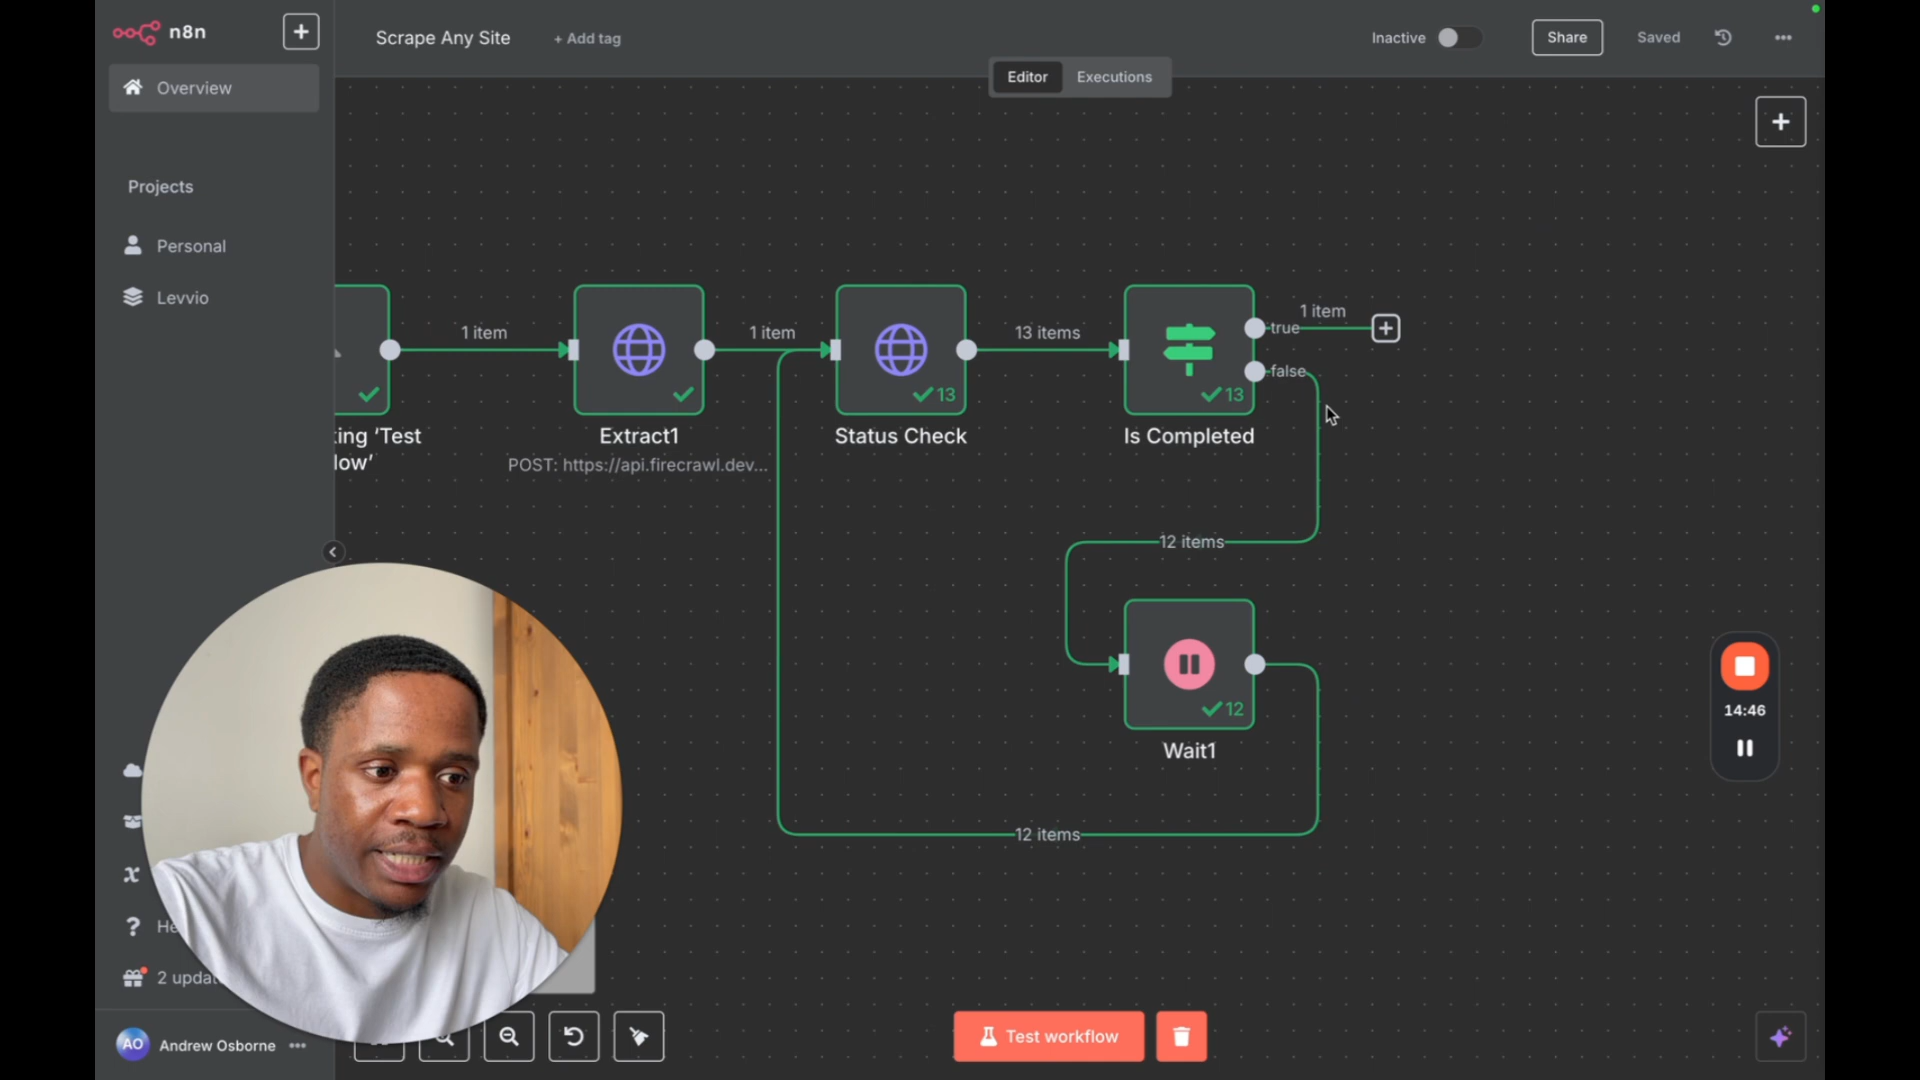 n8n
Overview
Projects
Personal
Levvio
2 updat
AO
Andrew Osborne
Scrape Any Site
+ Add tag
Inactive
Share
Saved
Editor
Executions
1 item
1 item
13 items
1 item
true
false
13
13
ing ‘Test
low’
Extract1
POST: https://api.firecrawl.dev...
Status Check
Is Completed
12 items
12
Wait1
12 items
14:46
Test workflow